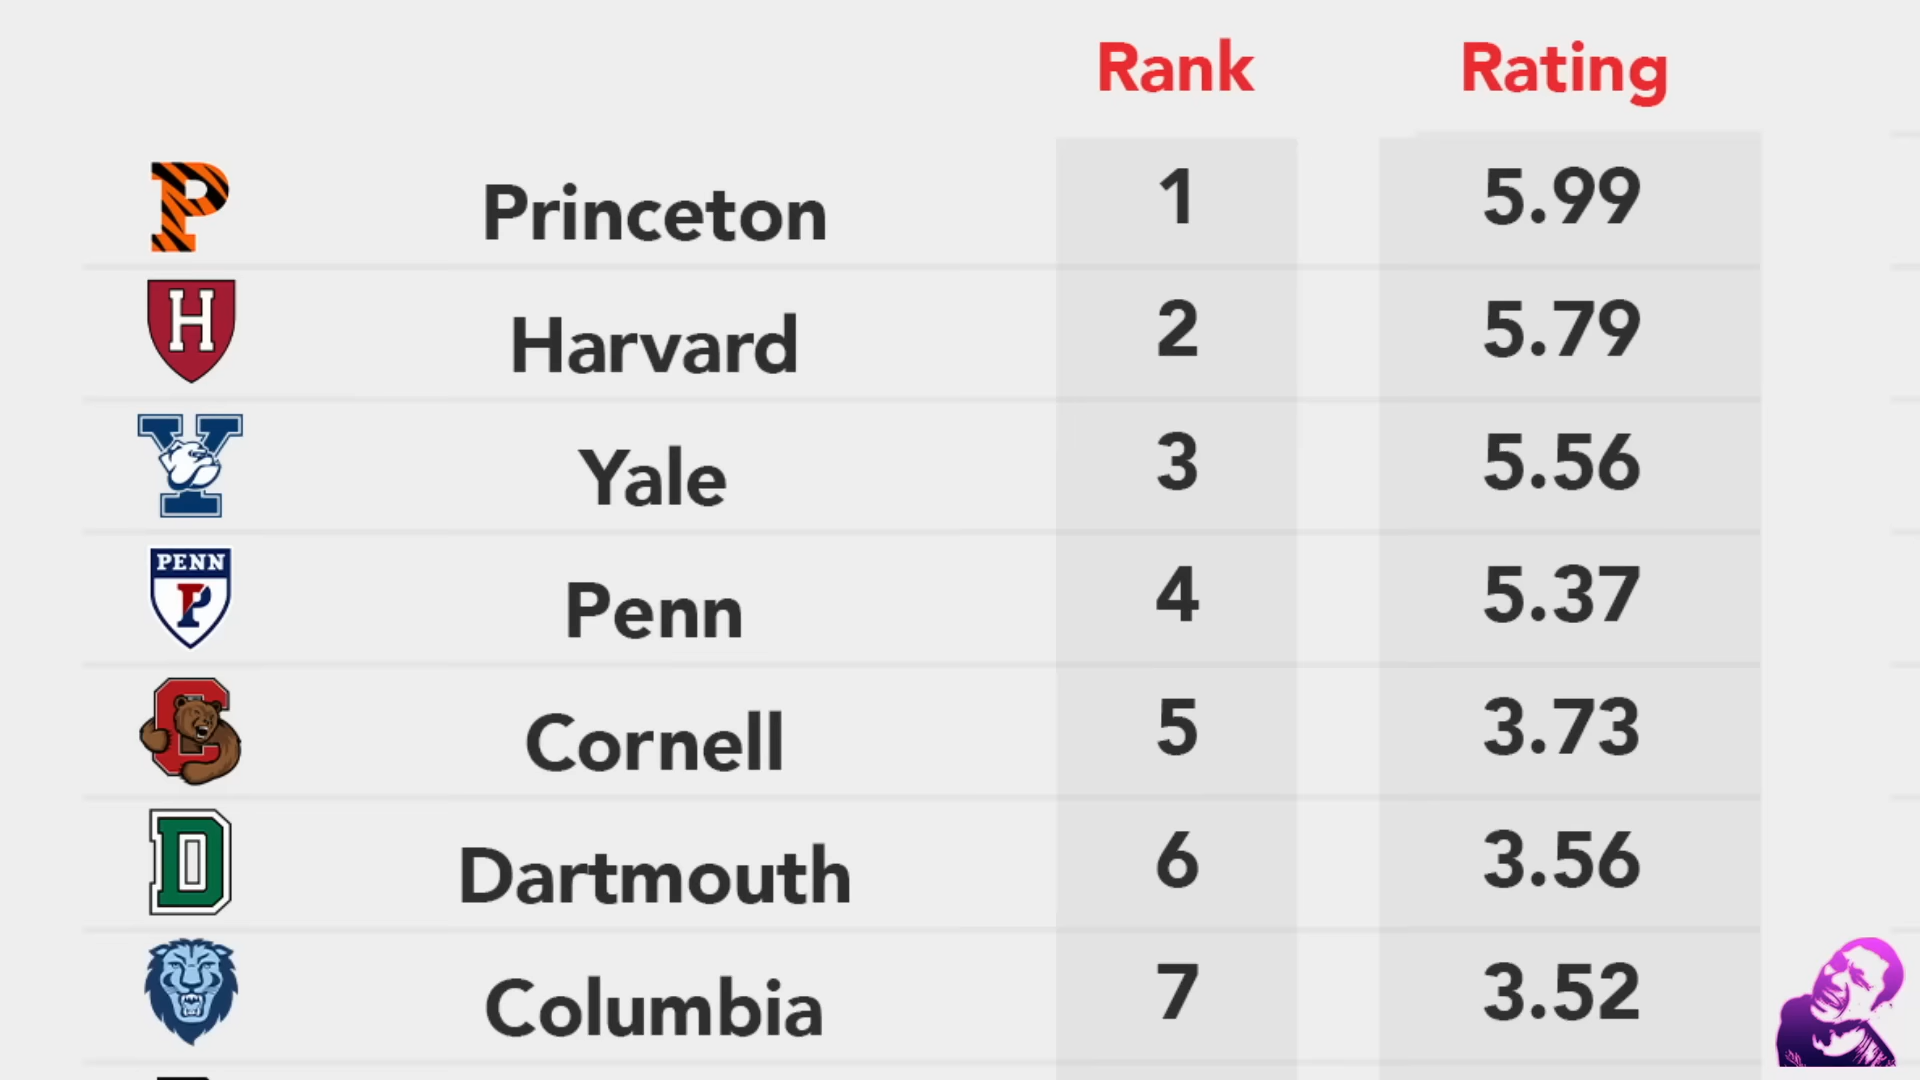 Rank Rating
P Princeton 1 5.99
H Harvard 2 5.79
Y Yale 3 5.56
PENN
P Penn 4 5.37
C Cornell 5 3.73
D Dartmouth 6 3.56
Columbia 7 3.52